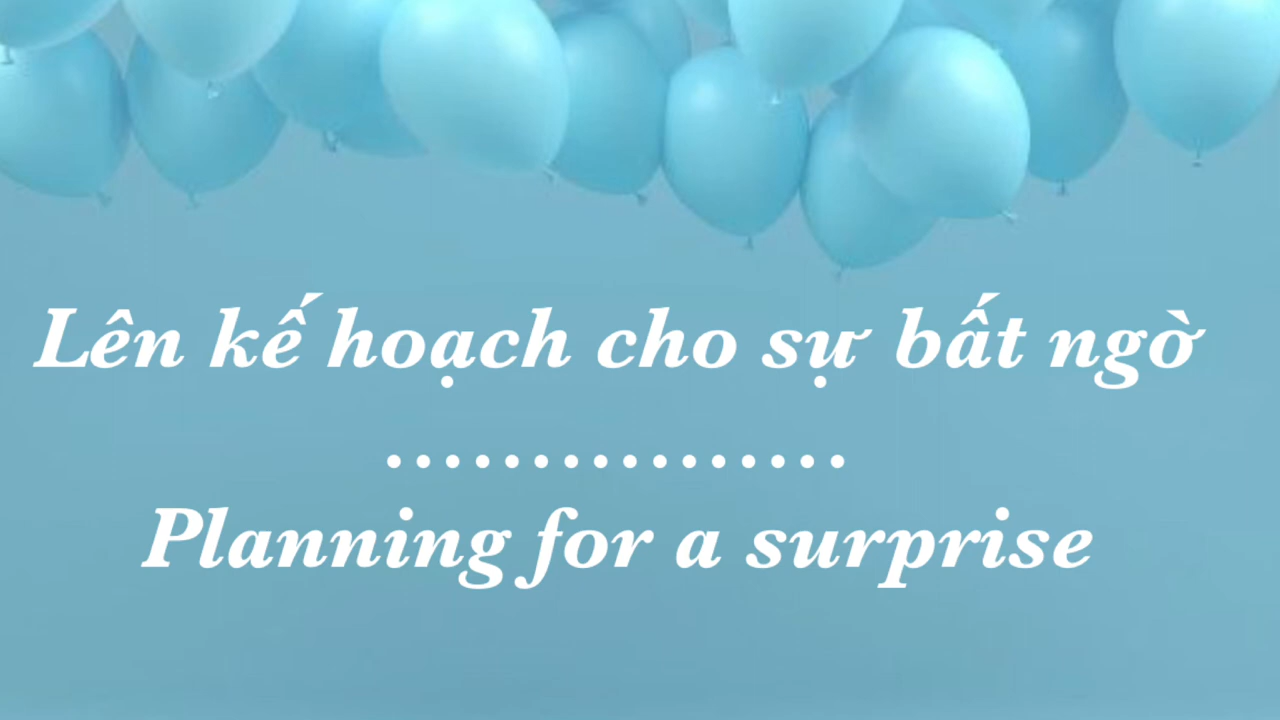 Lên kế hoạch cho sự bất ngờ
................
Planning for a surprise